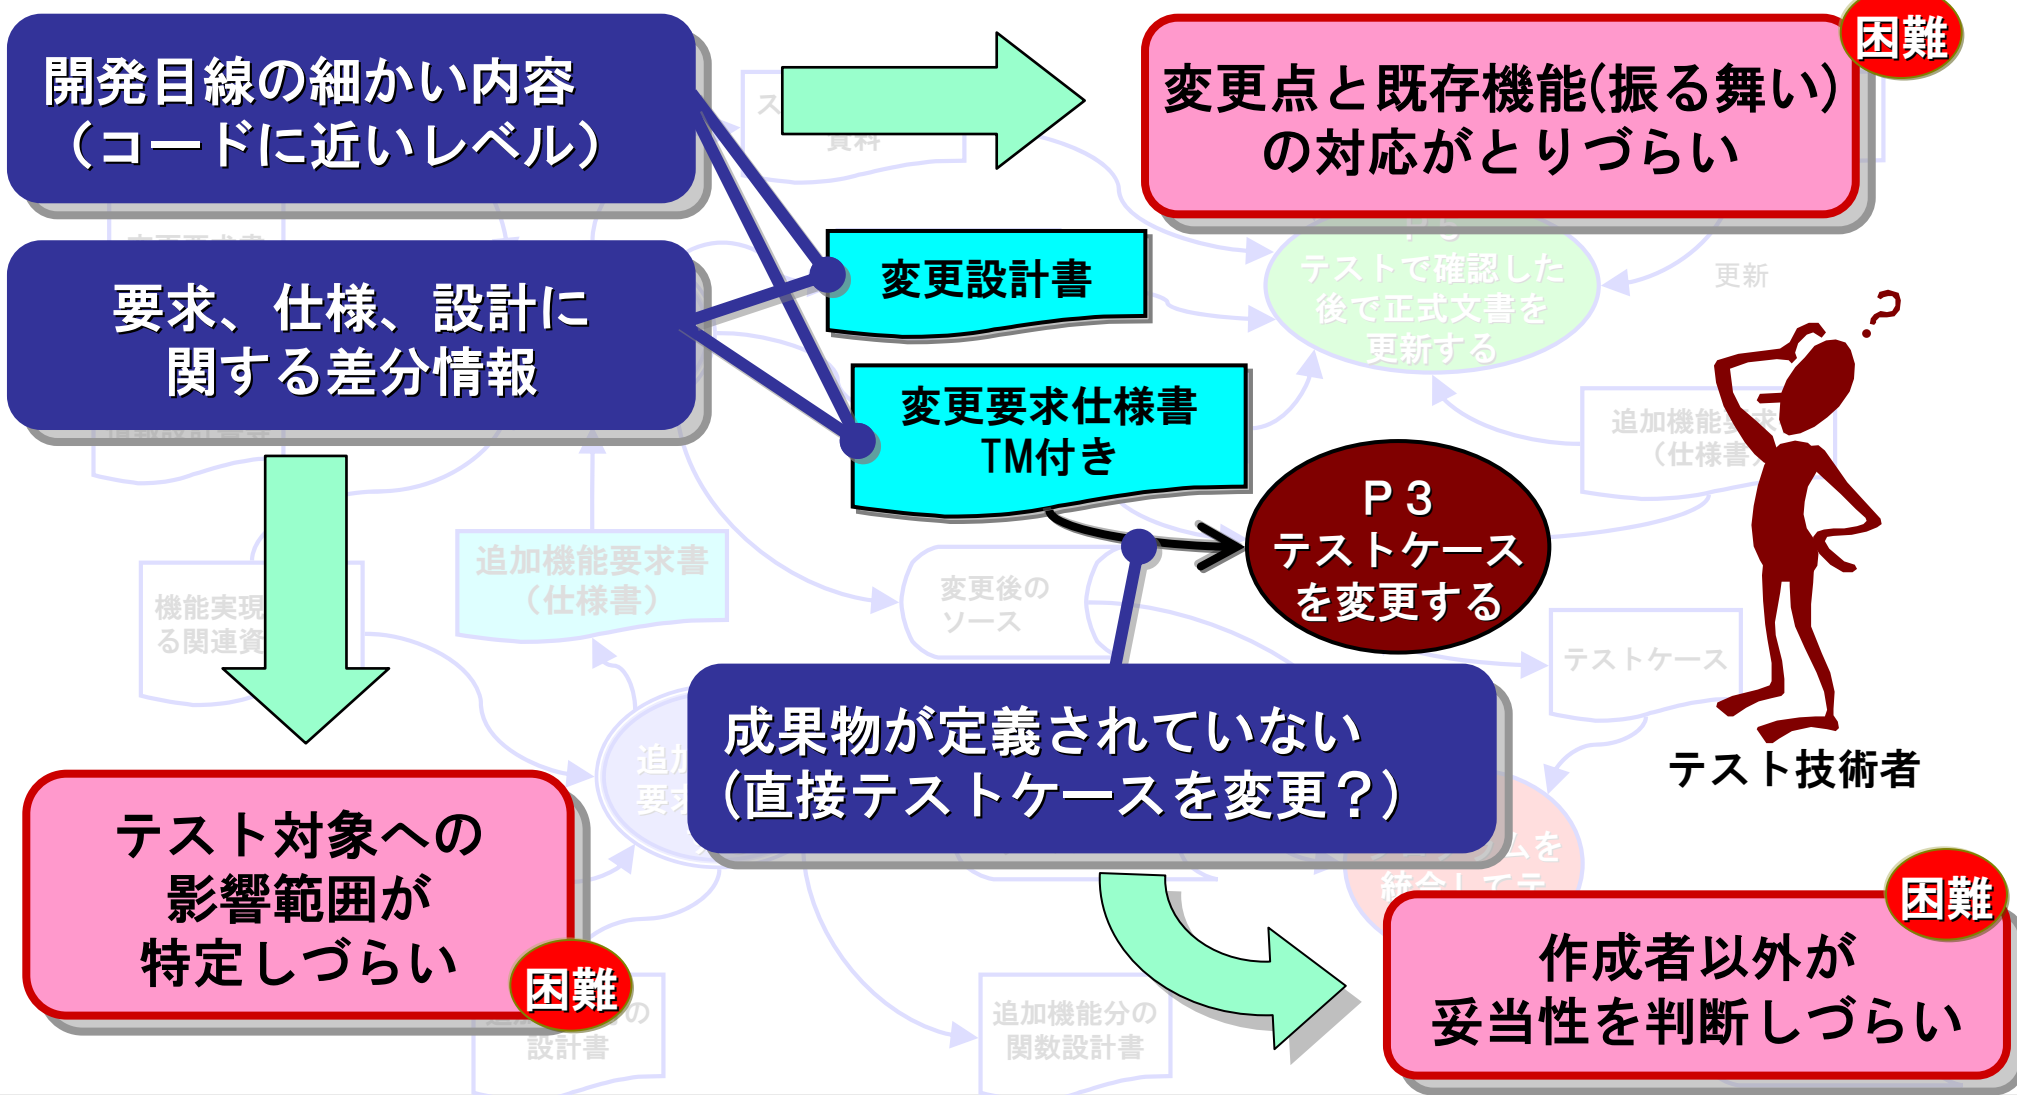 開発目線の細かい内容
（コードに近いレベル）
困難
変更点と既存機能(振る舞い)
の対応がとりづらい
要求、仕様、設計に
関する差分情報
変更設計書
変更要求仕様書
TM付き
テストで確認した
後で正式文書を
更新する
更新
?
Ｐ３
テストケース
を変更する
追加機能要求書
（仕様書）
変更後の
ソース
テストケース
成果物が定義されていない
(直接テストケースを変更？)
テスト技術者
テスト対象への
影響範囲が
特定しづらい
困難
困難
作成者以外が
妥当性を判断しづらい
設計書
追加機能分の
関数設計書